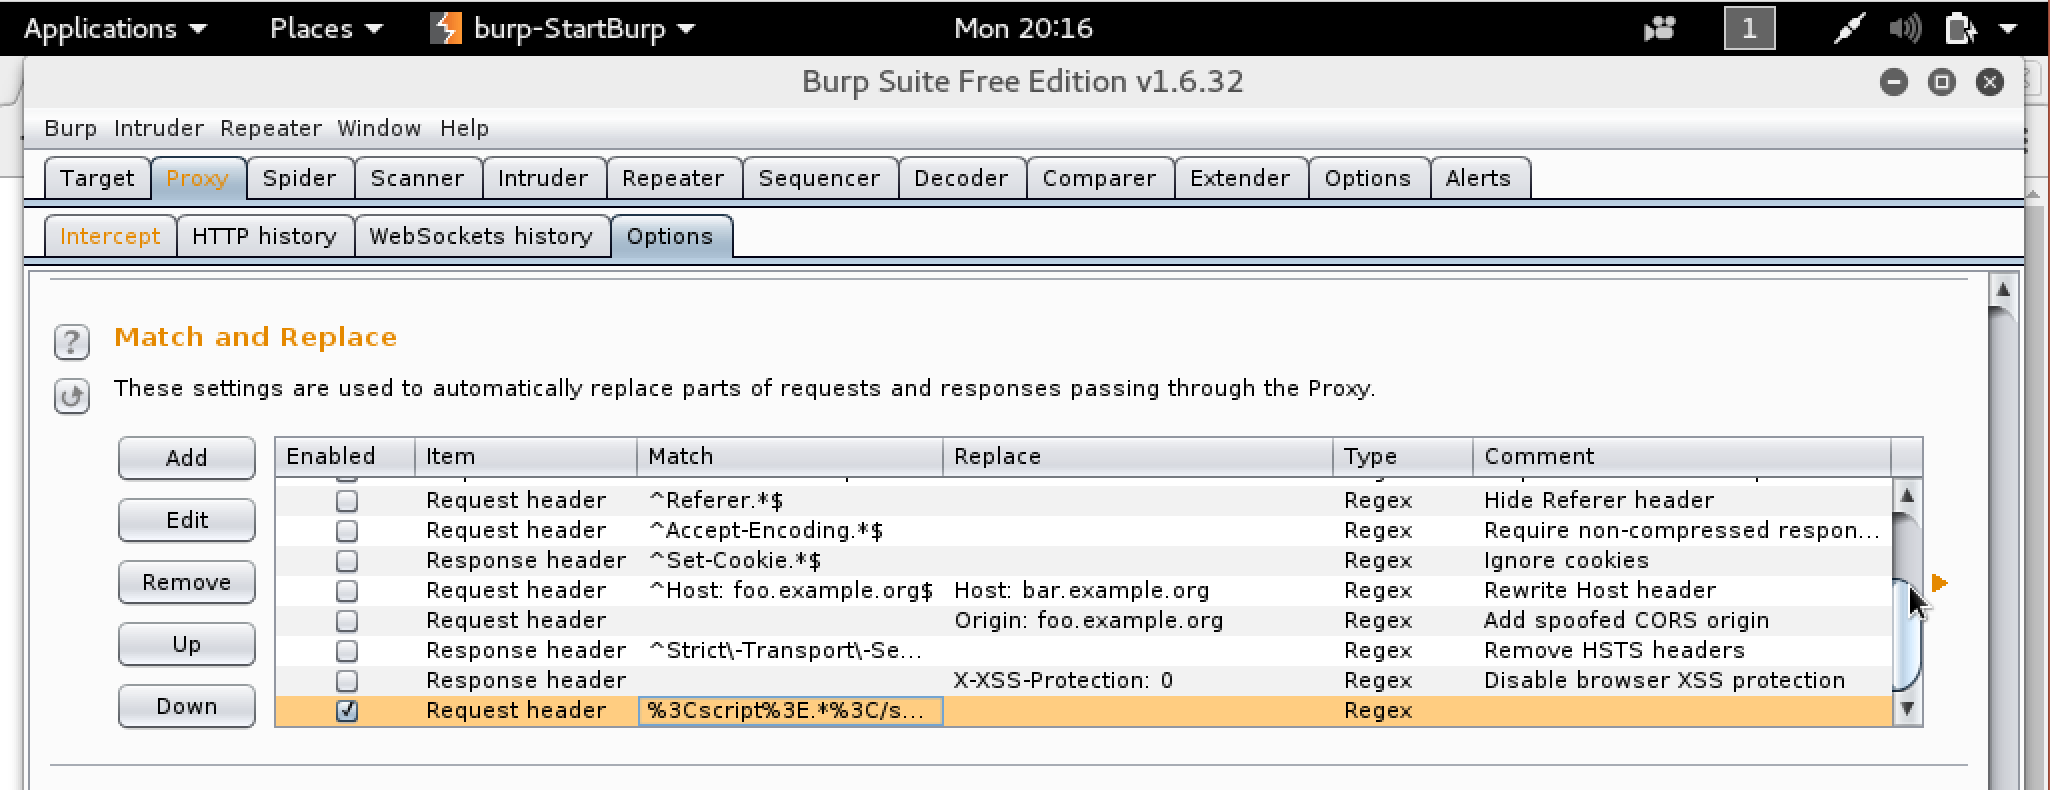 Applications Places burp-StartBurp Mon 20:16 1
Burp Suite Free Edition v1.6.32
Burp Intruder Repeater Window Help
Target Proxy Spider Scanner Intruder Repeater Sequencer Decoder Comparer Extender Options Alerts
Intercept HTTP history WebSockets history Options
? Match and Replace
These settings are used to automatically replace parts of requests and responses passing through the Proxy.
Add Enabled Item Match Replace Type Comment
Request header ^Referer.*$ Regex Hide Referer header
Edit Request header ^Accept-Encoding.*$ Regex Require non-compressed respon...
Response header ^Set-Cookie.*$ Regex Ignore cookies
Remove Request header ^Host: foo.example.org$ Host: bar.example.org Regex Rewrite Host header
Request header Origin: foo.example.org Regex Add spoofed CORS origin
Up Response header ^Strict\-Transport\-Se... Regex Remove HSTS headers
Response header X-XSS-Protection: 0 Regex Disable browser XSS protection
Down Request header %3Cscript%3E.*%3C/s... Regex